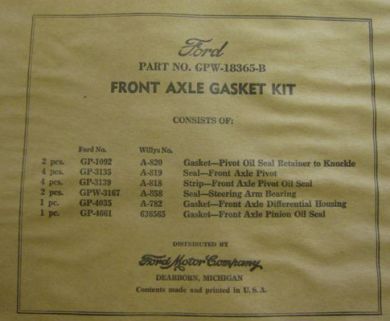 Ford
PART NO. GPW-18365-B
FRONT AXLE GASKET KIT
CONSISTS OF:
Ford No. Willys No.
2 pcs. GP-1092 A-820 Gasket—Pivot Oil Seal Retainer to Knuckle
4 pcs. GP-3135 A-819 Seal—Front Axle Pivot
4 pcs. GP-3139 A-818 Strip—Front Axle Pivot Oil Seal
2 pcs. GPW-3167 A-858 Seal—Steering Arm Bearing
1 pc. GP-4035 A-782 Gasket—Front Axle Differential Housing
1 pc. GP-4661 636565 Gasket—Front Axle Pinion Oil Seal
DISTRIBUTED BY
Ford Motor Company
DEARBORN, MICHIGAN
Contents made and printed in U.S.A.